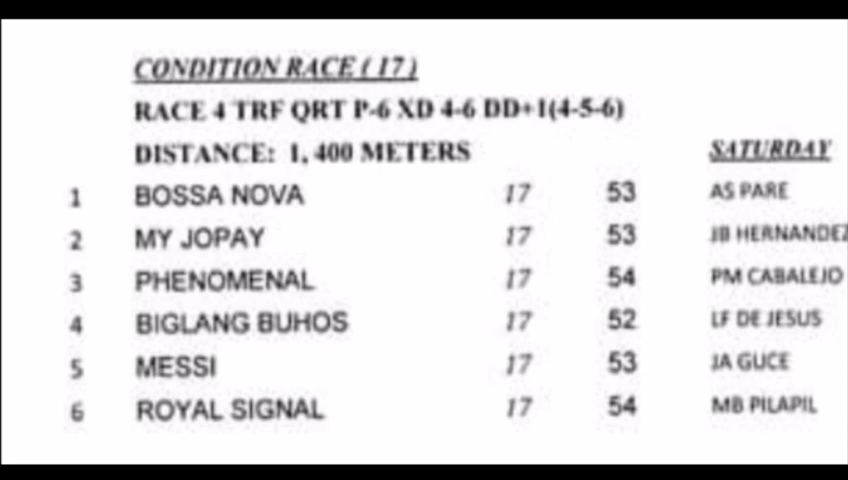 CONDITION RACE ( 17 )
RACE 4 TRF QRT P-6 XD 4-6 DD+1(4-5-6)
DISTANCE: 1, 400 METERS SATURDAY
1 BOSSA NOVA 17 53 AS PARE
2 MY JOPAY 17 53 JB HERNANDEZ
3 PHENOMENAL 17 54 PM CABALEJO
4 BIGLANG BUHOS 17 52 LF DE JESUS
5 MESSI 17 53 JA GUCE
6 ROYAL SIGNAL 17 54 MB PILAPIL